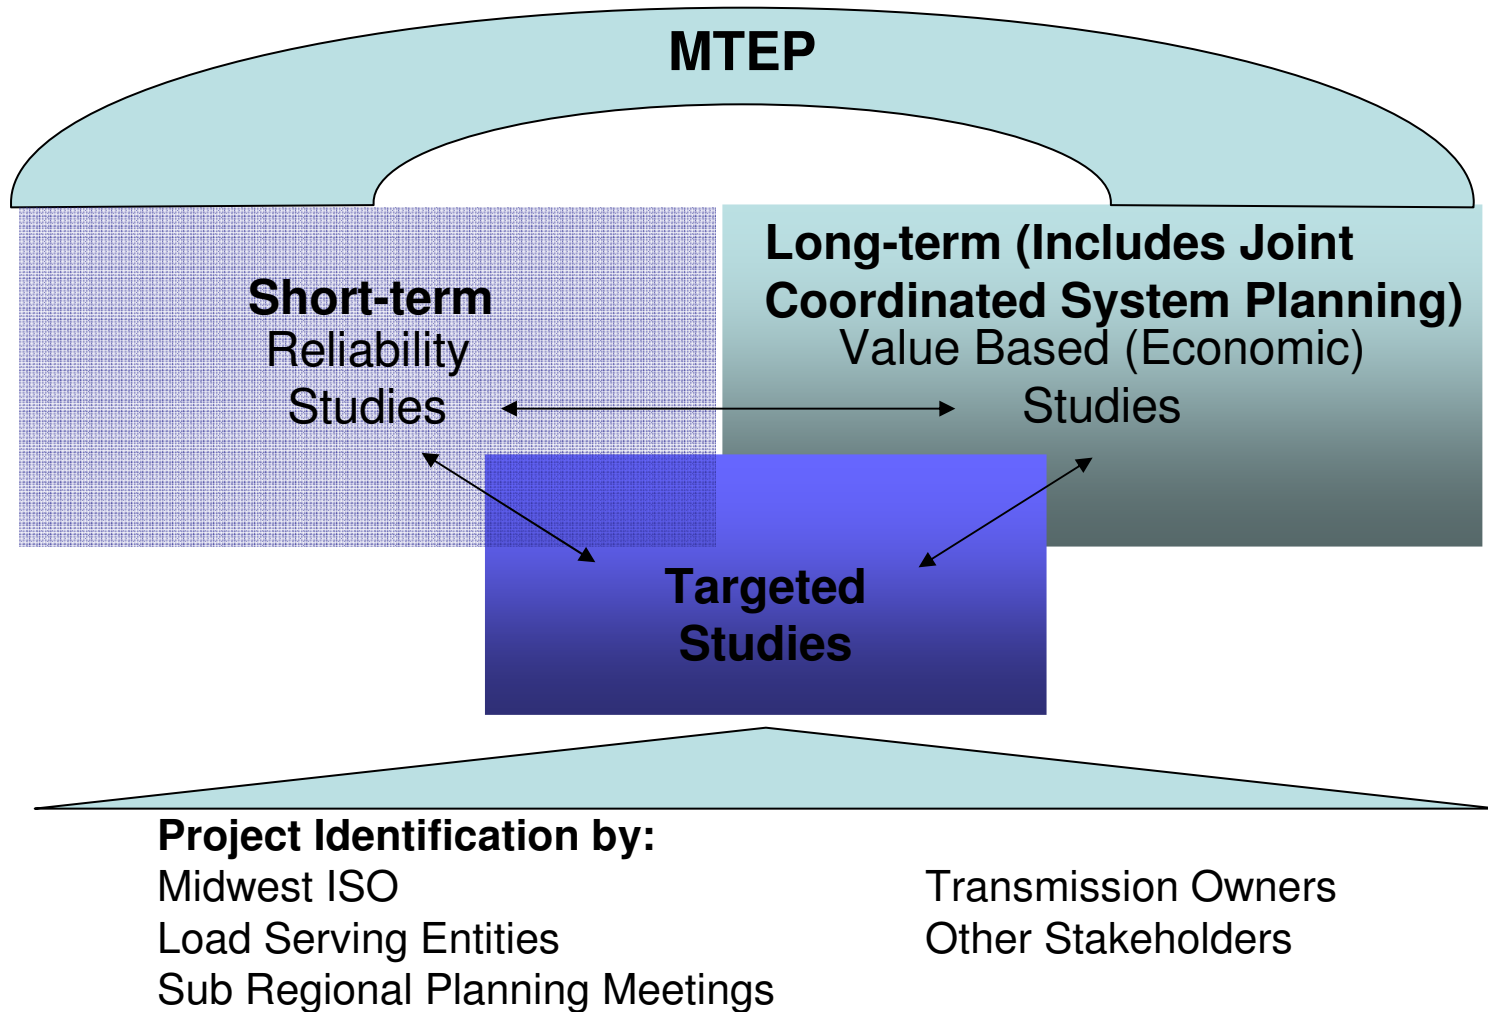 MTEP
Short-term
Reliability
Studies
Long-term (Includes Joint
Coordinated System Planning)
Value Based (Economic)
Studies
Targeted
Studies
Project Identification by:
Midwest ISO
Load Serving Entities
Sub Regional Planning Meetings
Transmission Owners
Other Stakeholders